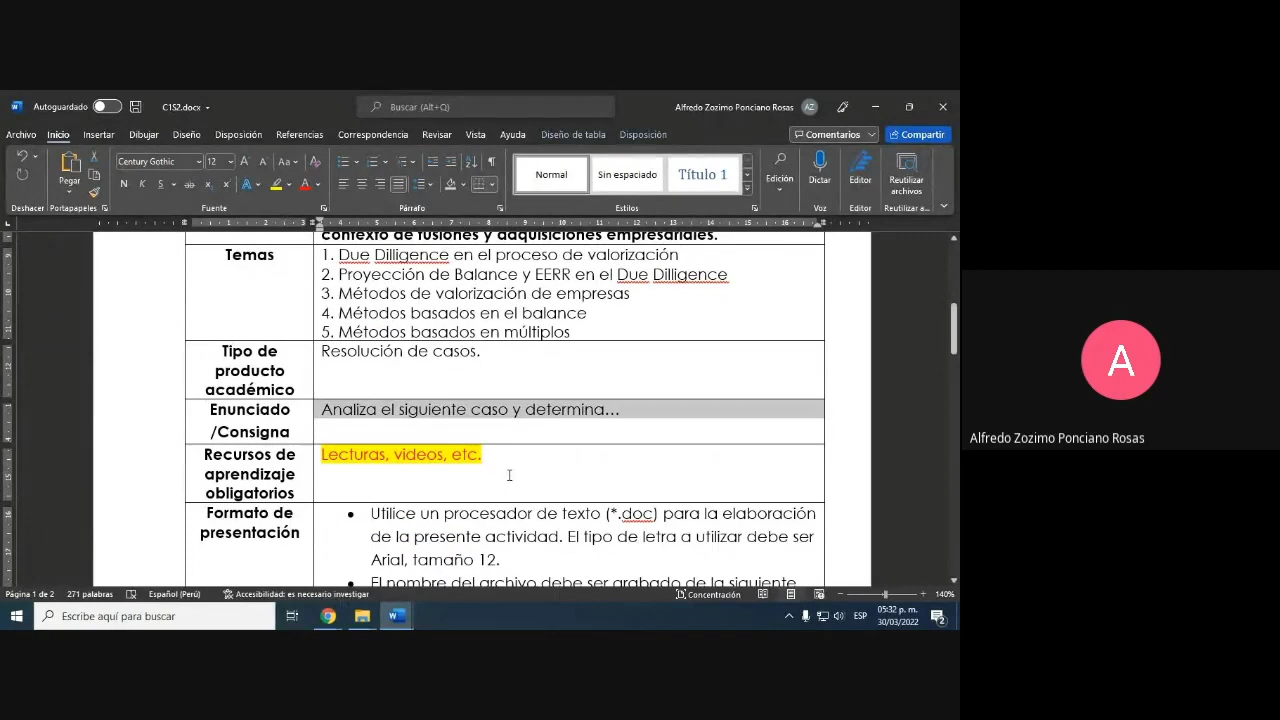 Autoguardado
C1S2.docx
Buscar (Alt+Q)
Alfredo Zozimo Ponciano Rosas
AZ
Archivo Inicio Insertar Dibujar Diseño Disposición Referencias Correspondencia Revisar Vista Ayuda Diseño de tabla Disposición
Comentarios
Compartir
Century Gothic 12
Pegar
Normal
Sin espaciado
Título 1
Edición
Dictar
Editor
Reutilizar
archivos
Deshacer Portapapeles Fuente Párrafo Estilos Voz Editor Reutilizar a...
contexto de fusiones y adquisiciones empresariales.
Temas
1. Due Dilligence en el proceso de valorización
2. Proyección de Balance y EERR en el Due Dilligence
3. Métodos de valorización de empresas
4. Métodos basados en el balance
5. Métodos basados en múltiplos
Tipo de
producto
académico
Resolución de casos.
Enunciado
/Consigna
Analiza el siguiente caso y determina...
Recursos de
aprendizaje
obligatorios
Lecturas, videos, etc.
Formato de
presentación
• Utilice un procesador de texto (*.doc) para la elaboración
de la presente actividad. El tipo de letra a utilizar debe ser
Arial, tamaño 12.
• El nombre del archivo debe ser grabado de la siguiente
Página 1 de 2 271 palabras Español (Perú) Accesibilidad: es necesario investigar
Concentración
140%
Escribe aquí para buscar
ESP
05:32 p. m.
30/03/2022
2
A
Alfredo Zozimo Ponciano Rosas